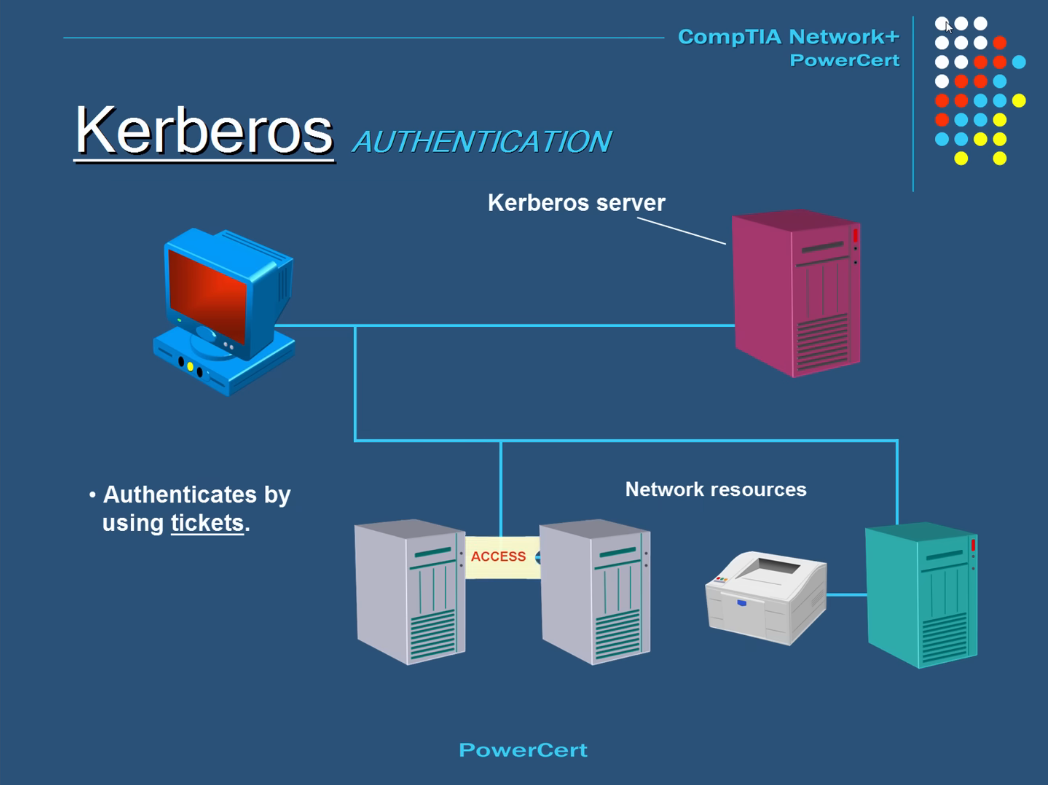 CompTIA Network+
PowerCert
Kerberos AUTHENTICATION
Kerberos server
• Authenticates by
using tickets.
Network resources
ACCESS
PowerCert